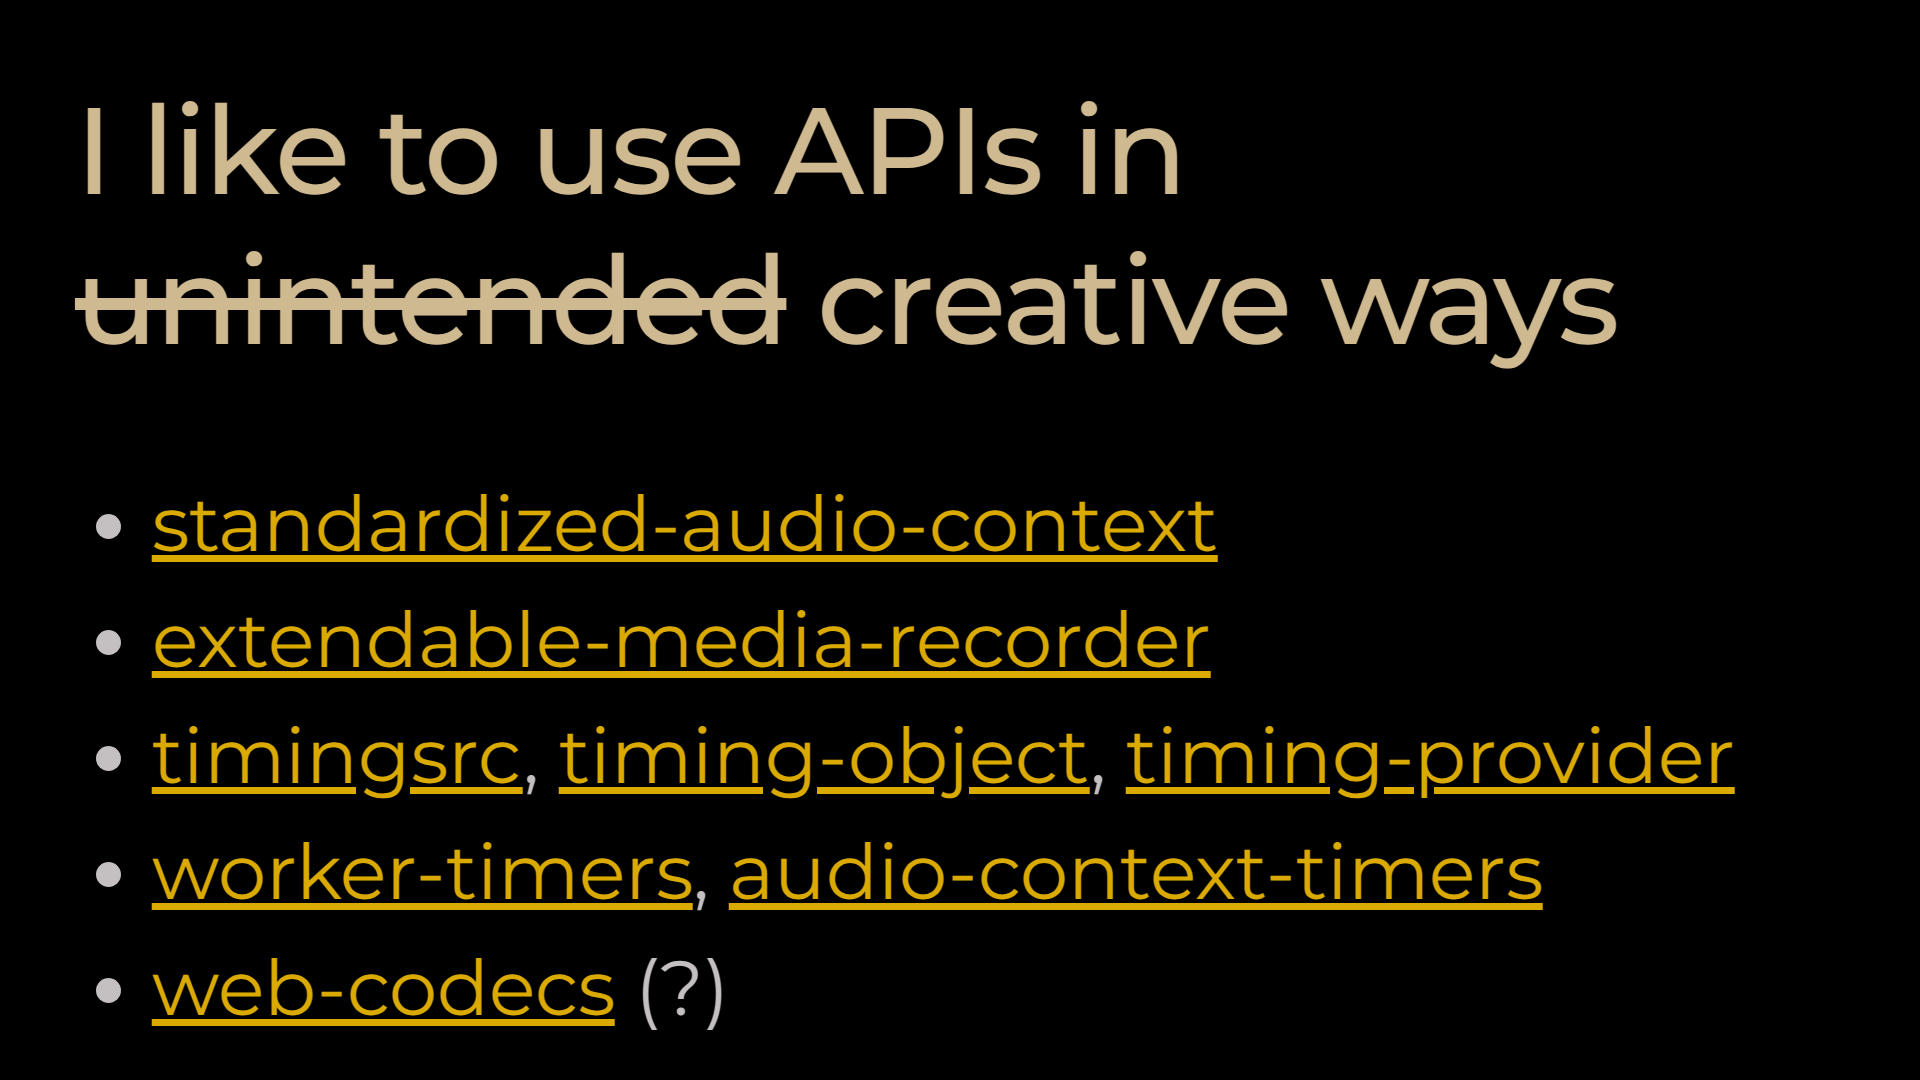 I like to use APIs in
unintended creative ways
standardized-audio-context
extendable-media-recorder
timingsrc, timing-object, timing-provider
worker-timers, audio-context-timers
web-codecs (?)